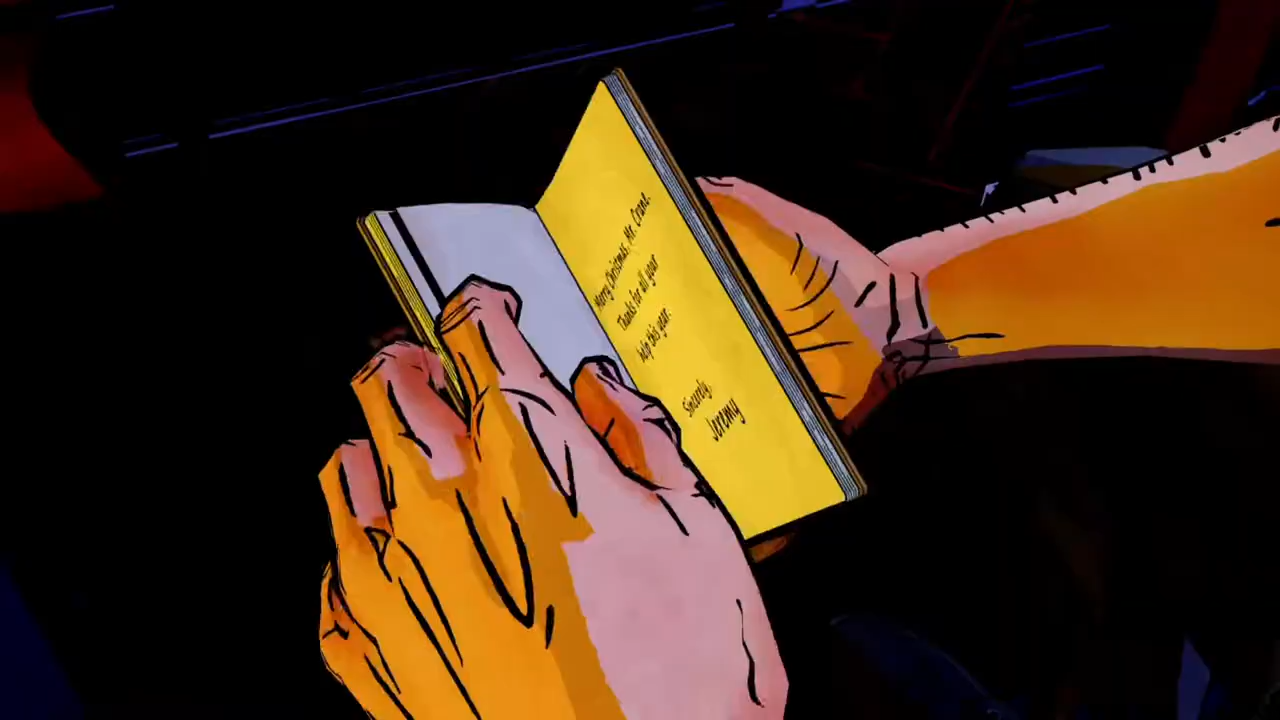 Merry Christmas, Mr. Crane.
Thanks for all your
help this year.
Sincerely,
Jeremy